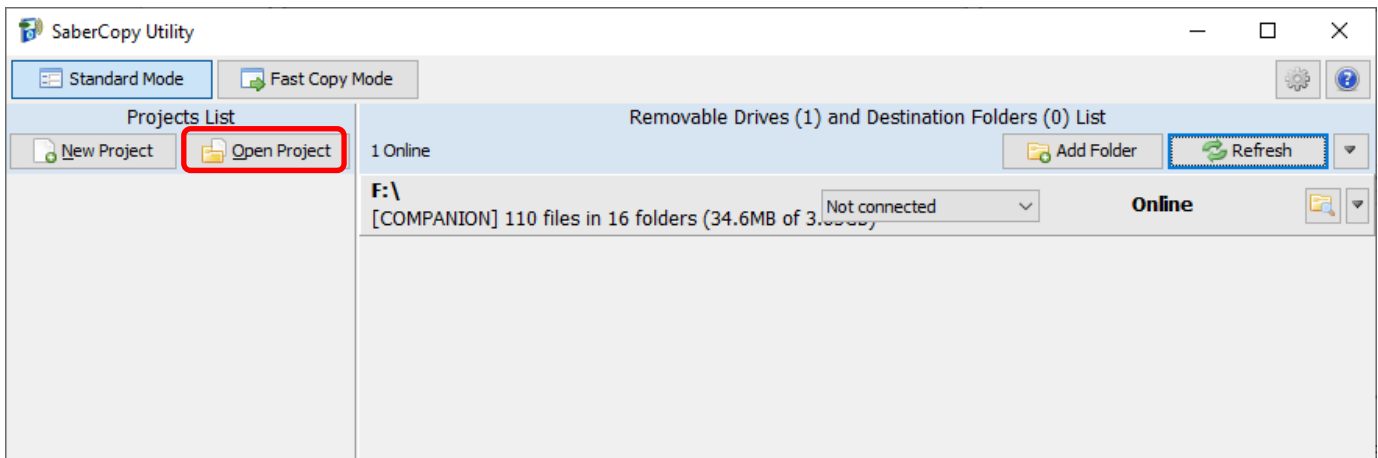 SaberCopy Utility
Standard Mode Fast Copy Mode
Projects List
New Project Open Project
Removable Drives (1) and Destination Folders (0) List
1 Online Add Folder Refresh
F:\
[COMPANION] 110 files in 16 folders (34.6MB of
Not connected
Online